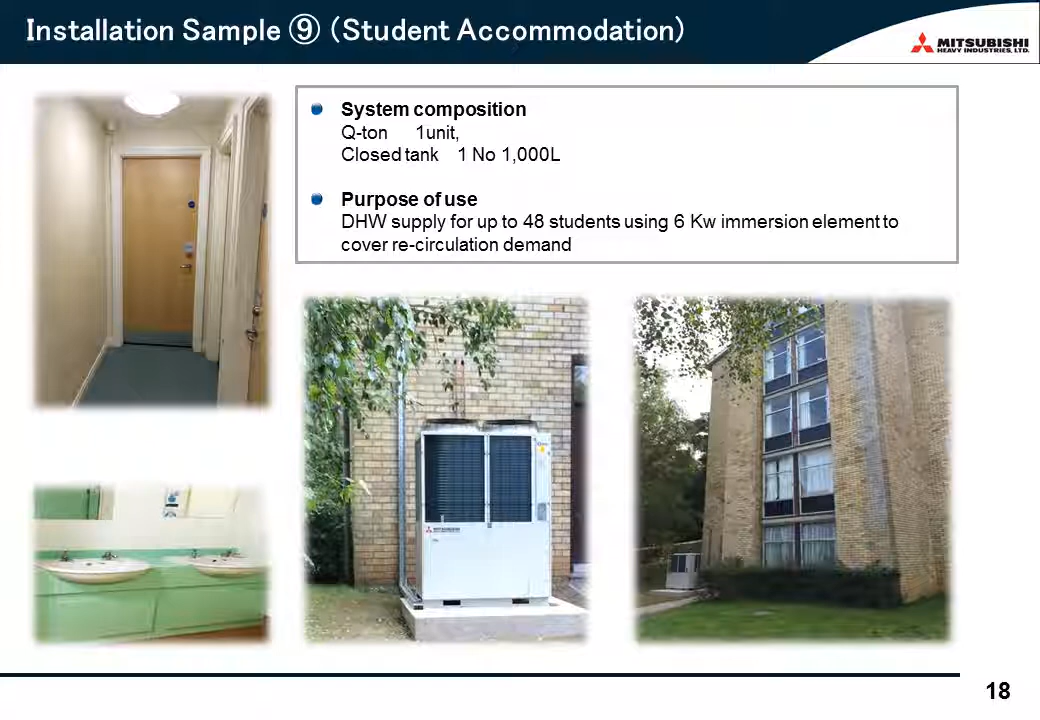 Installation Sample ⑨ (Student Accommodation)
MITSUBISHI
HEAVY INDUSTRIES, LTD.
System composition
Q-ton 1unit,
Closed tank 1 No 1,000L
Purpose of use
DHW supply for up to 48 students using 6 Kw immersion element to
cover re-circulation demand
MITSUBISHI
18